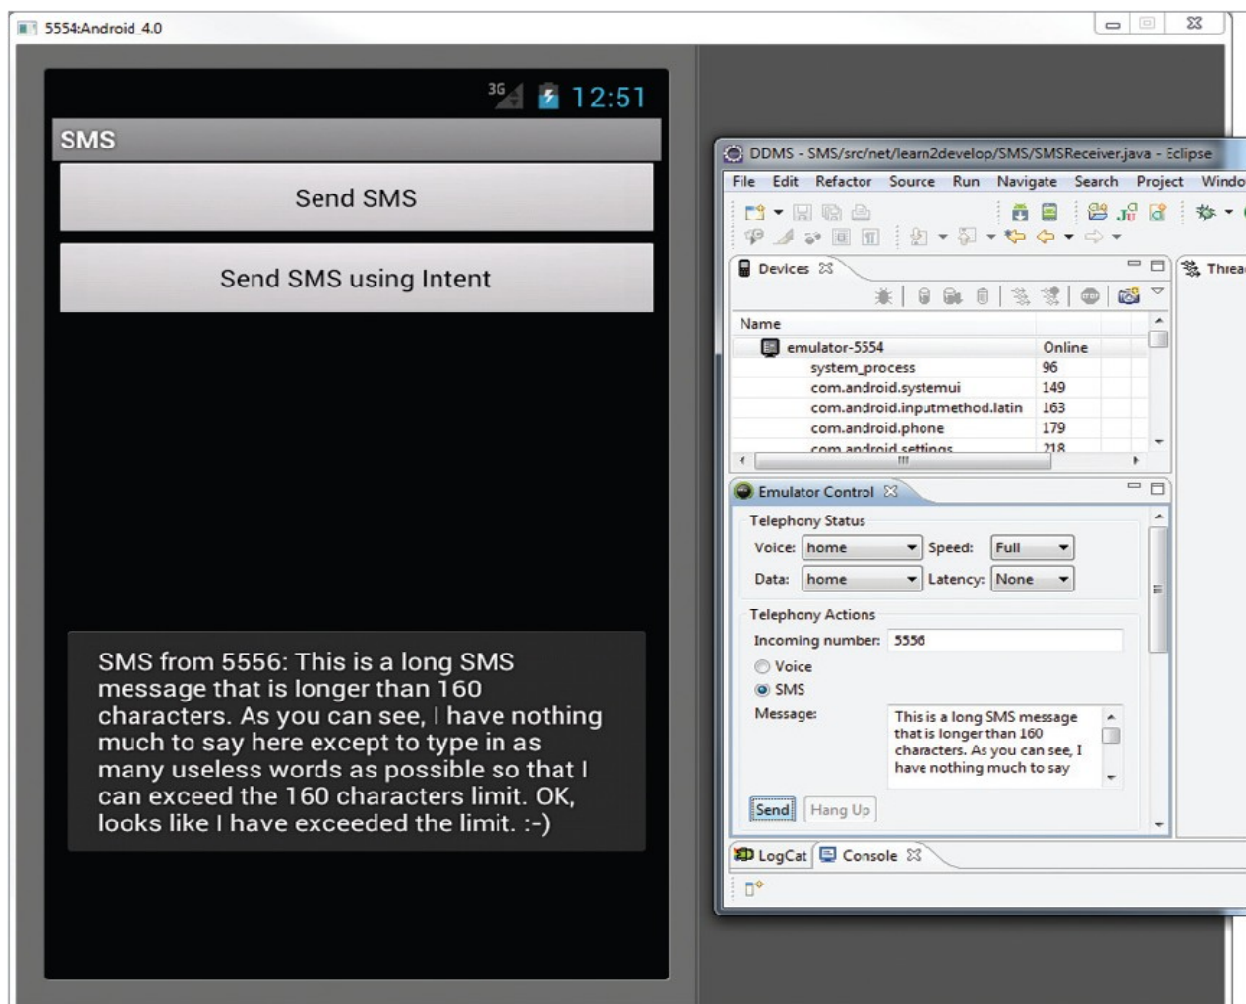 5554:Android_4.0
3G 12:51
SMS
Send SMS
Send SMS using Intent
SMS from 5556: This is a long SMS
message that is longer than 160
characters. As you can see, I have nothing
much to say here except to type in as
many useless words as possible so that I
can exceed the 160 characters limit. OK,
looks like I have exceeded the limit. :-)
DDMS - SMS/src/net/learn2develop/SMS/SMSReceiver.java - Eclipse
File Edit Refactor Source Run Navigate Search Project Windo
Devices
Threa
Name
emulator-5554 Online
system_process 96
com.android.systemui 149
com.android.inputmethod.latin 163
com.android.phone 179
com.android.settings 218
Emulator Control
Telephony Status
Voice: home Speed: Full
Data: home Latency: None
Telephony Actions
Incoming number: 5556
Voice
SMS
Message: This is a long SMS message
that is longer than 160
characters. As you can see, I
have nothing much to say
Send Hang Up
LogCat Console